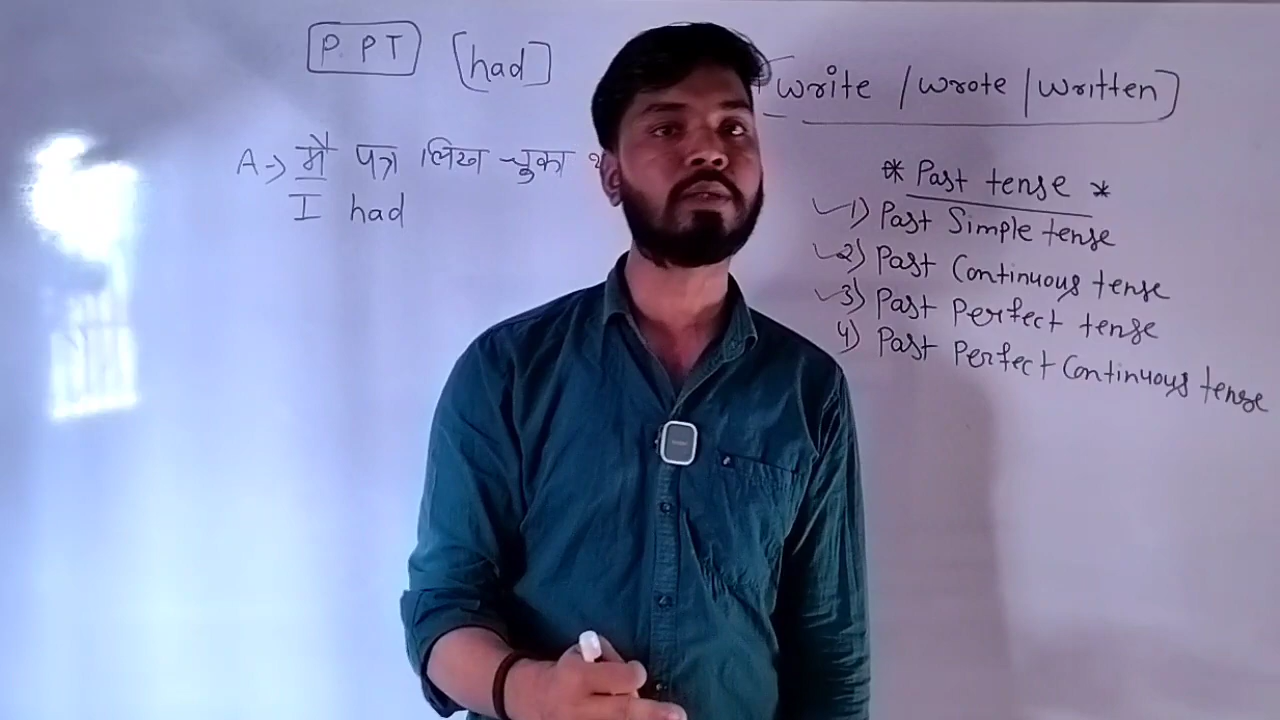 P. PT [had]
write / wrote / written]
A-> मै पत्र लिख चुका
I had
* Past tense *
1) Past Simple tense
2) Past Continuous tense
3) Past Perfect tense
4) Past Perfect Continuous tense